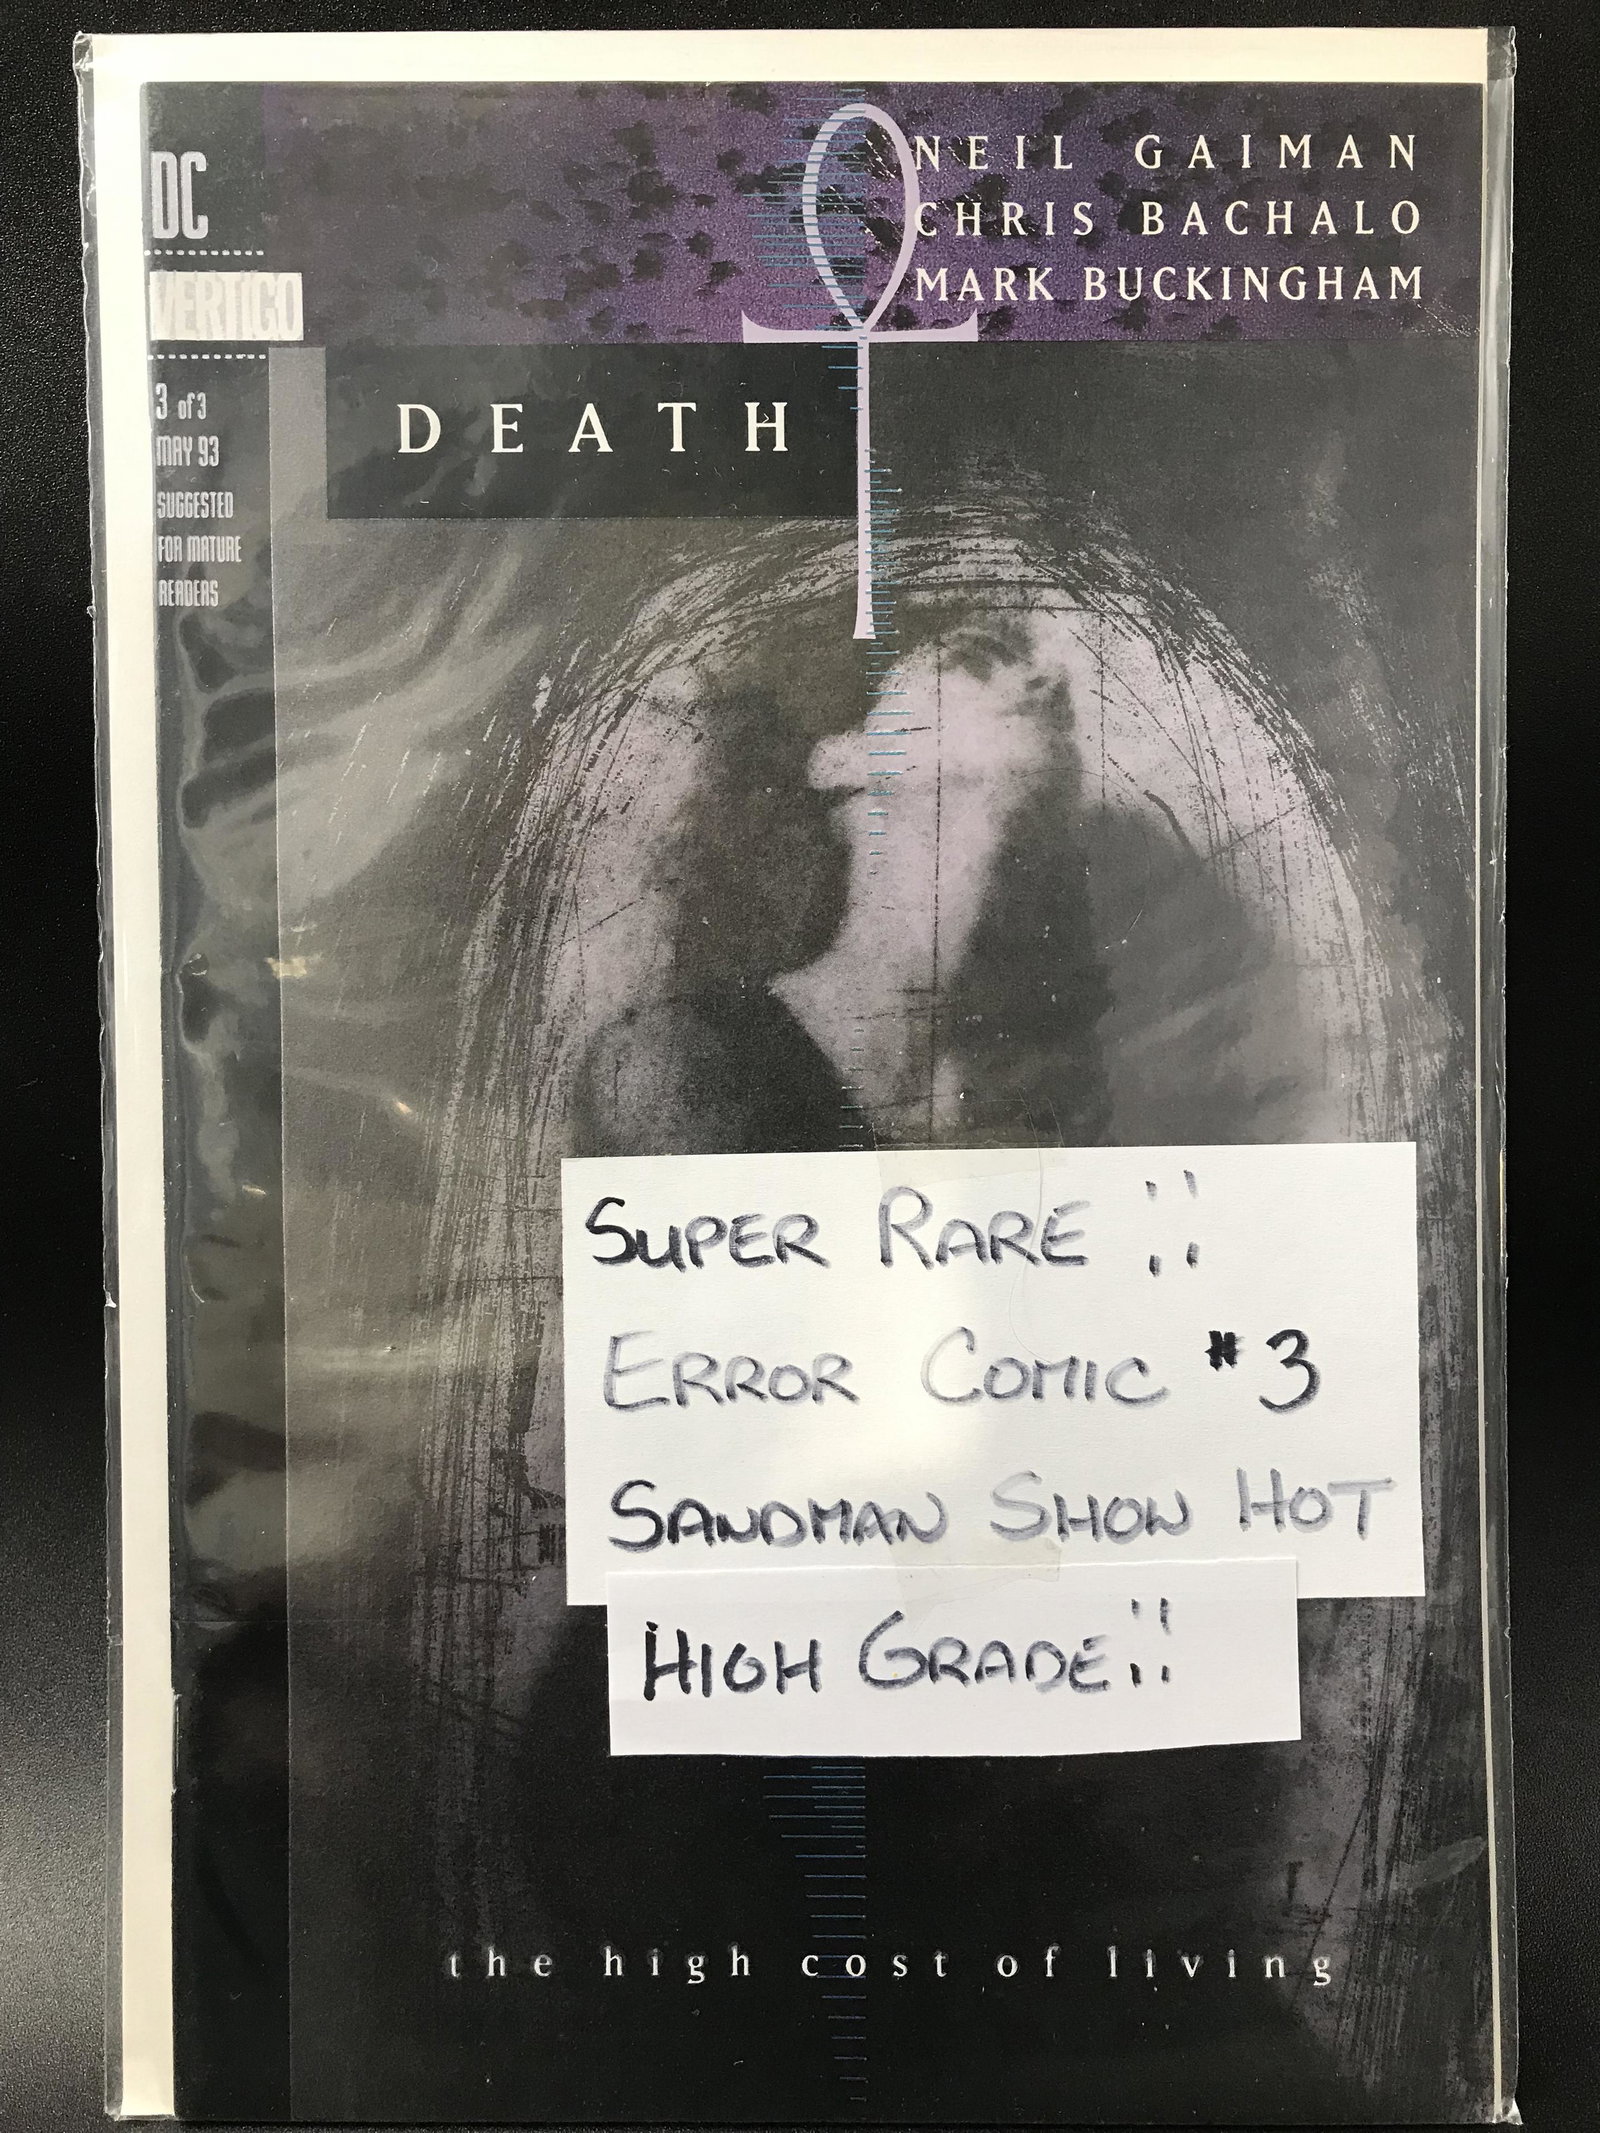 NEIL GAIMAN
CHRIS BACHALO
MARK BUCKINGHAM
DC
VERTIGO
3 of 3
MAY 93
SUGGESTED
FOR MATURE
READERS
DEATH
SUPER RARE !!
ERROR COMIC #3
SANDMAN SHOW HOT
HIGH GRADE!!
the high cost of living